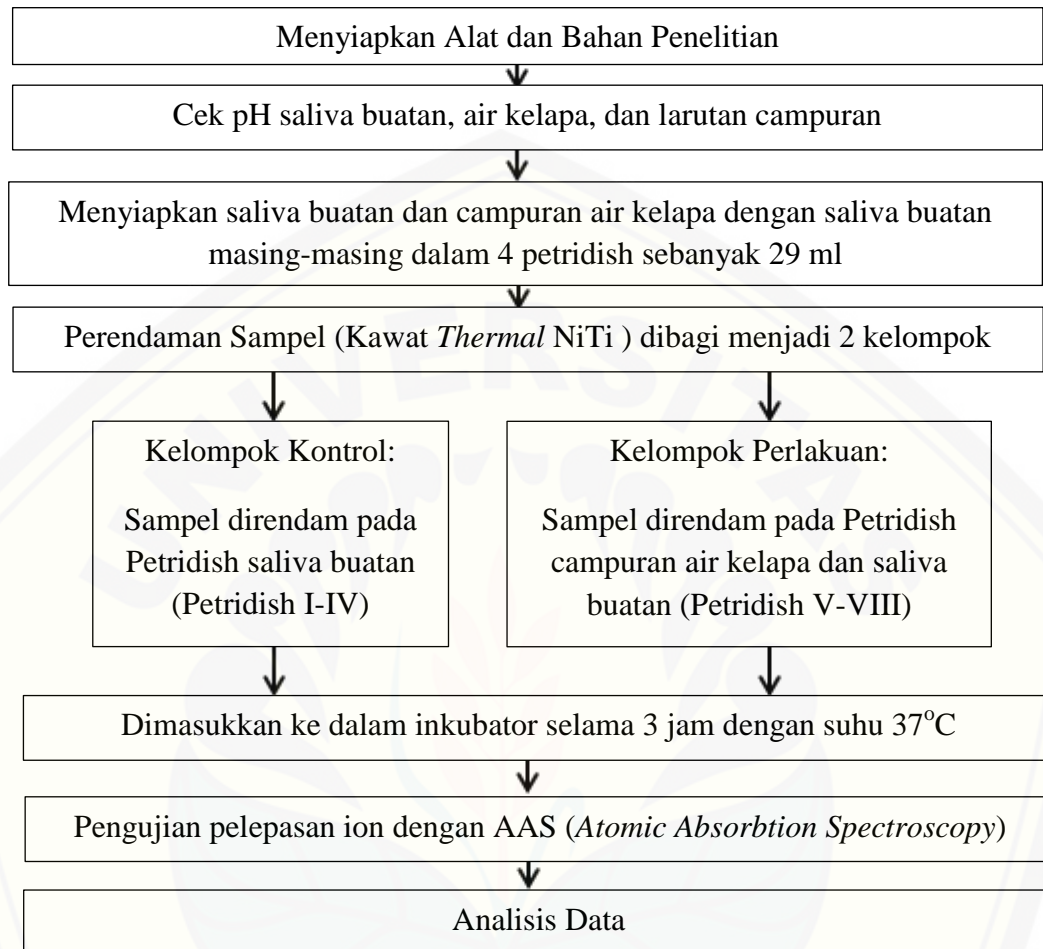 Menyiapkan Alat dan Bahan Penelitian
Cek pH saliva buatan, air kelapa, dan larutan campuran
Menyiapkan saliva buatan dan campuran air kelapa dengan saliva buatan
masing-masing dalam 4 petridish sebanyak 29 ml
Perendaman Sampel (Kawat Thermal NiTi ) dibagi menjadi 2 kelompok
Kelompok Kontrol:
Sampel direndam pada
Petridish saliva buatan
(Petridish I-IV)
Kelompok Perlakuan:
Sampel direndam pada Petridish
campuran air kelapa dan saliva
buatan (Petridish V-VIII)
Dimasukkan ke dalam inkubator selama 3 jam dengan suhu 37°C
Pengujian pelepasan ion dengan AAS (Atomic Absorbtion Spectroscopy)
Analisis Data
UNIVERSITAS